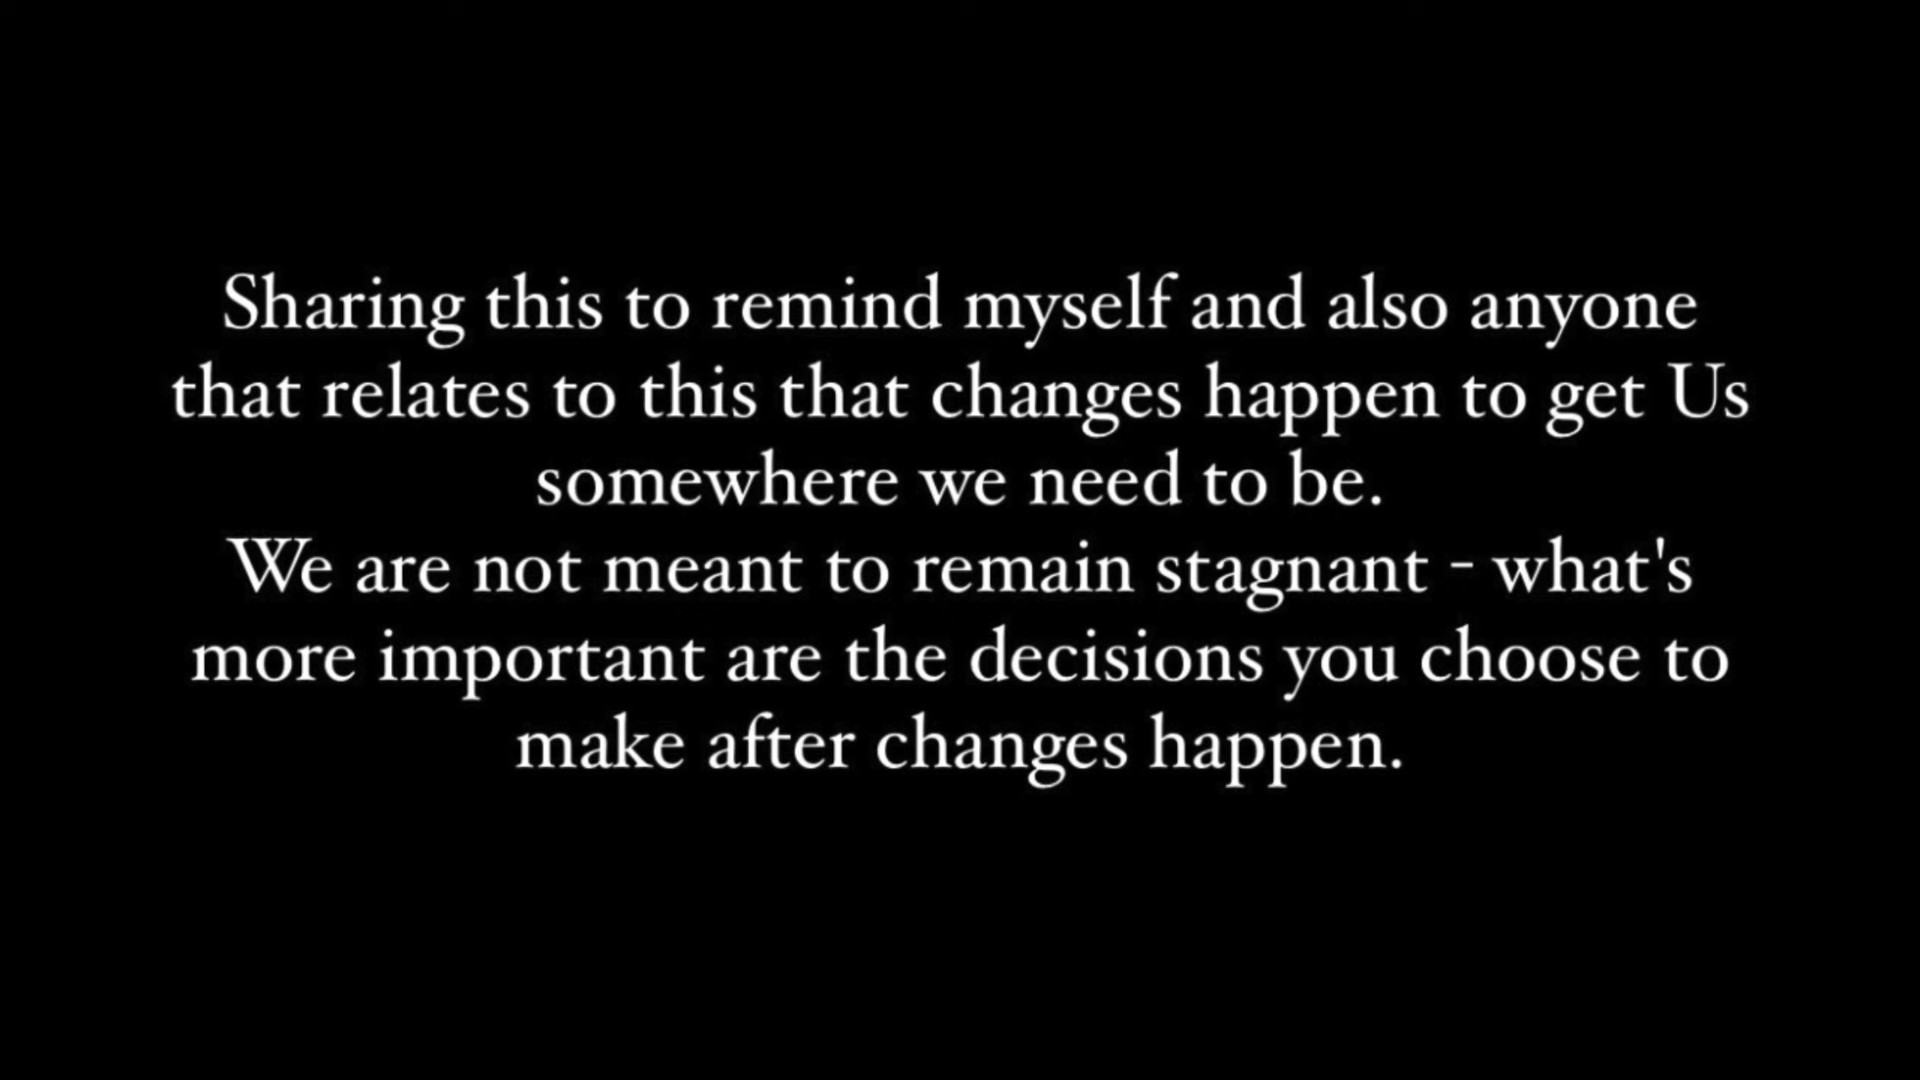 Sharing this to remind myself and also anyone
that relates to this that changes happen to get Us
somewhere we need to be.
We are not meant to remain stagnant - what's
more important are the decisions you choose to
make after changes happen.